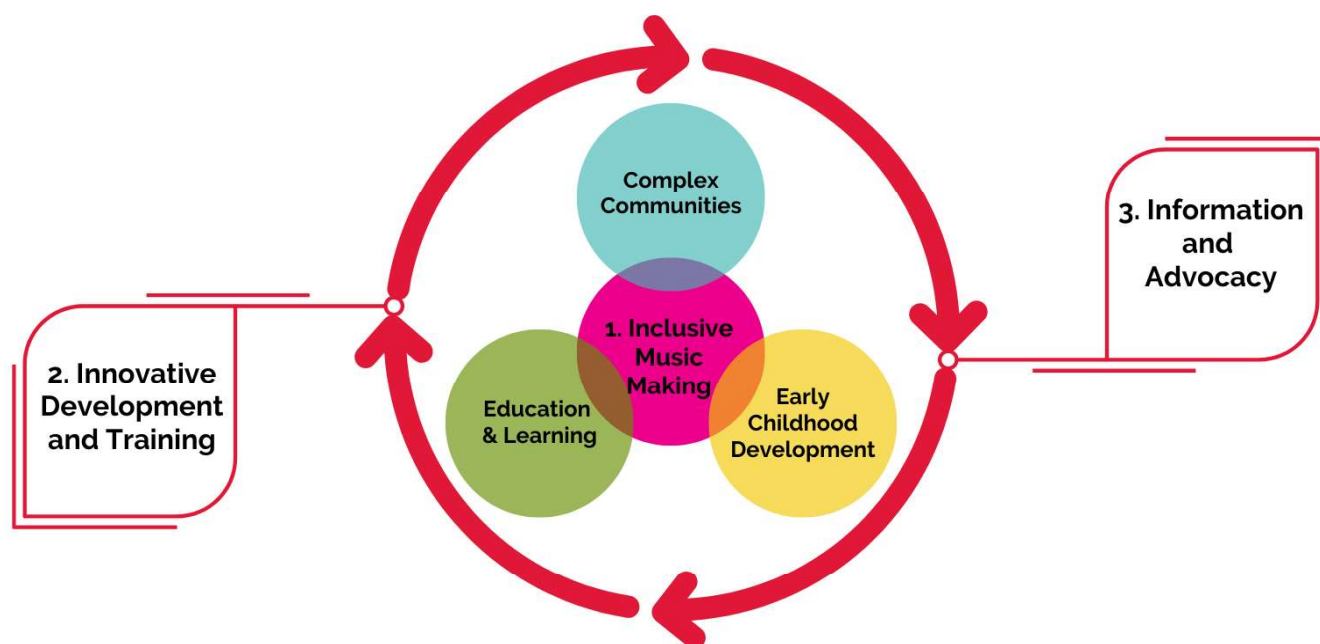 Complex
Communities
3. Information
and
Advocacy
1. Inclusive
Music
Making
2. Innovative
Development
and Training
Education
& Learning
Early
Childhood
Development